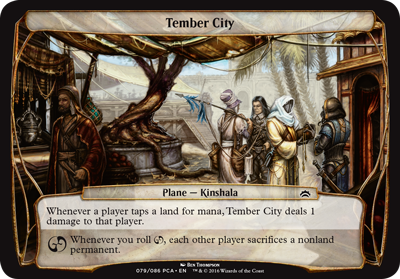 Tember City
Plane — Kinshala
Whenever a player taps a land for mana, Tember City deals 1
damage to that player.
Whenever you roll , each other player sacrifices a nonland
permanent.
Ben Thompson
079/086 PCA • EN ™ & © 2016 Wizards of the Coast